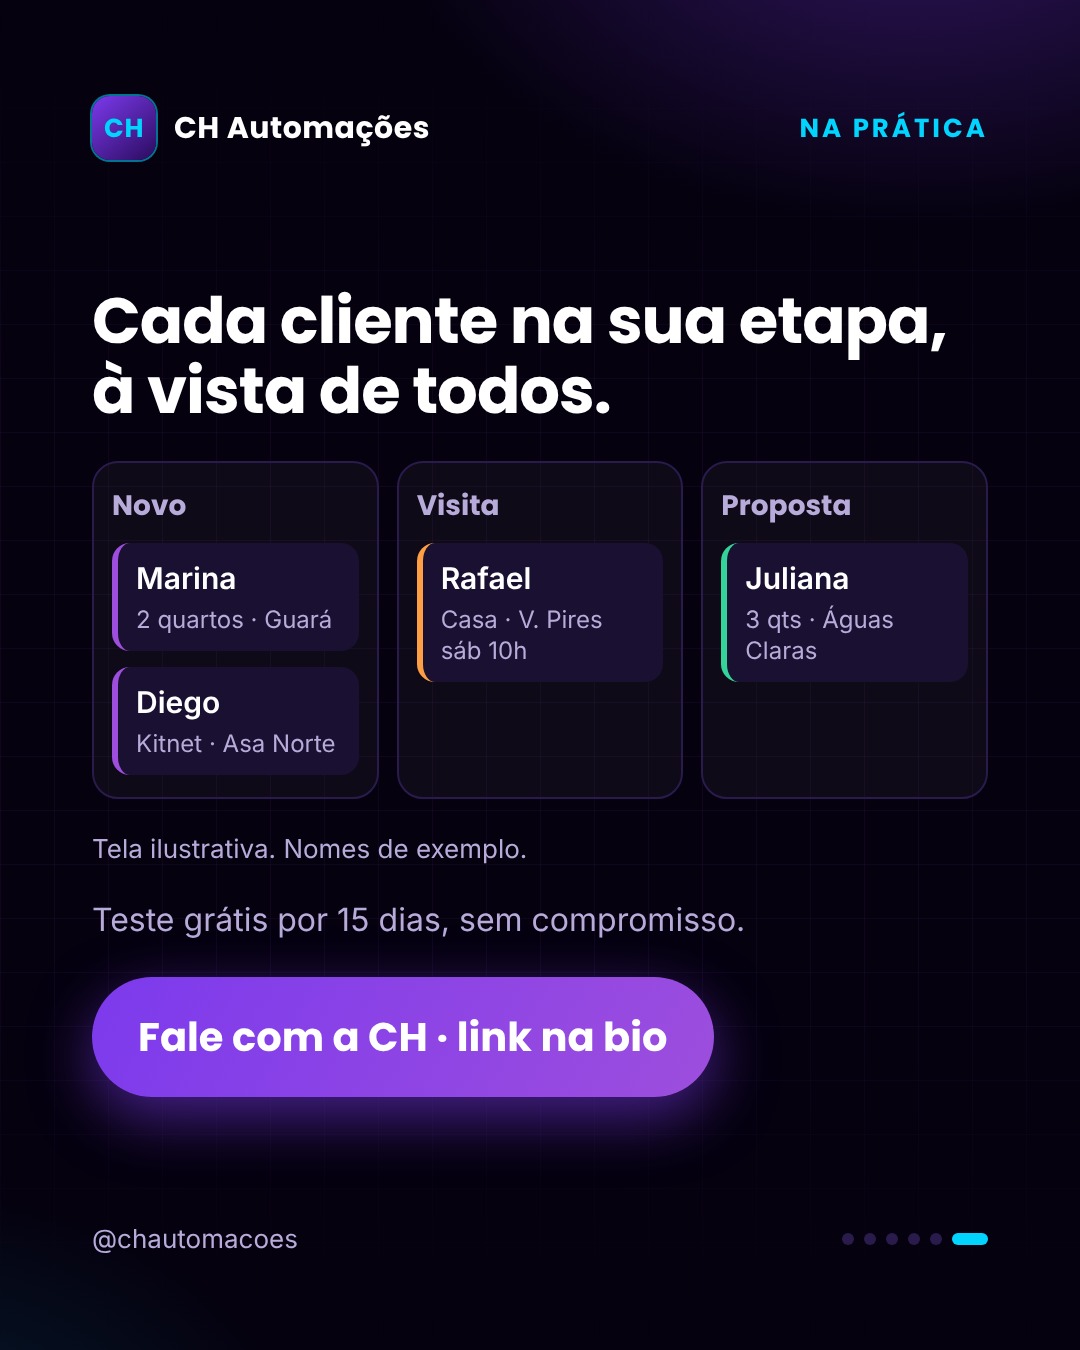 CH
CH Automações
NA PRÁTICA
Cada cliente na sua etapa,
à vista de todos.
Novo
Marina
2 quartos · Guará
Diego
Kitnet · Asa Norte
Visita
Rafael
Casa · V. Pires
sáb 10h
Proposta
Juliana
3 qts · Águas
Claras
Tela ilustrativa. Nomes de exemplo.
Teste grátis por 15 dias, sem compromisso.
Fale com a CH · link na bio
@chautomacoes